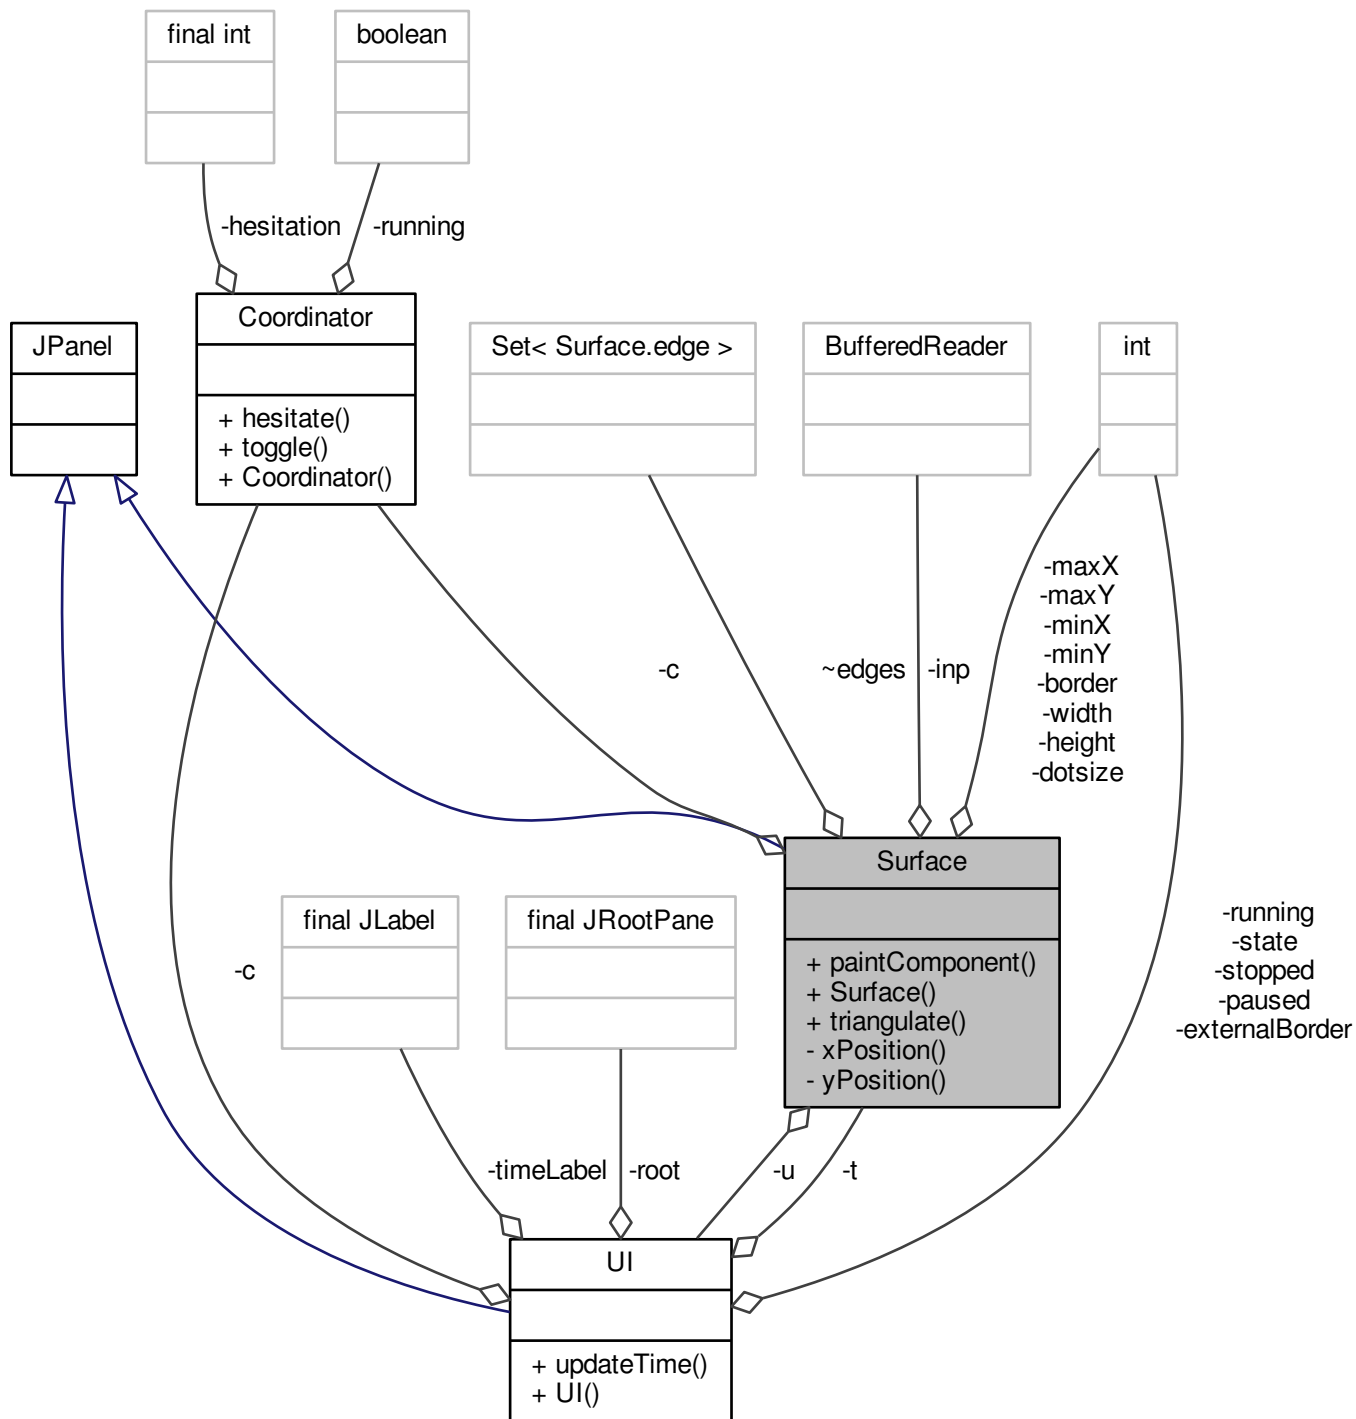 final int
boolean
-hesitation
-running
Coordinator
+ hesitate()
+ toggle()
+ Coordinator()
JPanel
Set< Surface.edge >
BufferedReader
int
-maxX
-maxY
-minX
-minY
-border
-width
-height
-dotsize
-c
~edges
-inp
Surface
+ paintComponent()
+ Surface()
+ triangulate()
- xPosition()
- yPosition()
final JLabel
final JRootPane
-c
-running
-state
-stopped
-paused
-externalBorder
-timeLabel
-root
-u
-t
UI
+ updateTime()
+ UI()